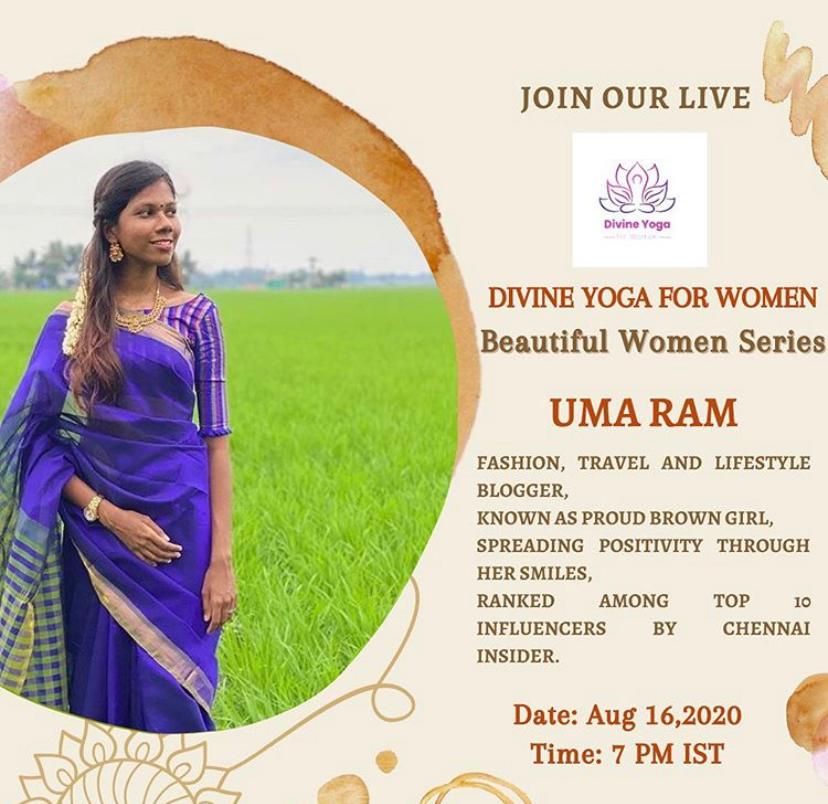 JOIN OUR LIVE
Divine Yoga
For Women
DIVINE YOGA FOR WOMEN
Beautiful Women Series
UMA RAM
FASHION, TRAVEL AND LIFESTYLE
BLOGGER,
KNOWN AS PROUD BROWN GIRL,
SPREADING POSITIVITY THROUGH
HER SMILES,
RANKED AMONG TOP 10
INFLUENCERS BY CHENNAI
INSIDER.
Date: Aug 16,2020
Time: 7 PM IST